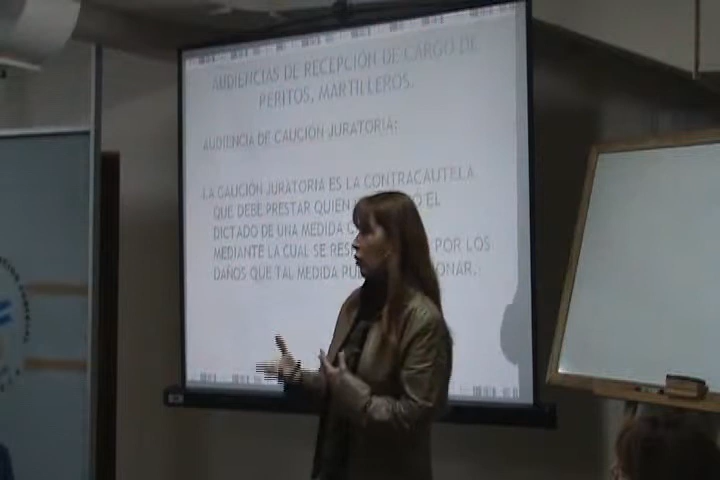 AUDIENCIAS DE RECEPCIÓN DE CARGO DE
PERITOS, MARTILLEROS.
AUDIENCIA DE CAUCIÓN JURATORIA:
LA CAUCIÓN JURATORIA ES LA CONTRACAUTELA
QUE DEBE PRESTAR QUIEN EL
DICTADO DE UNA MEDIDA
MEDIANTE LA CUAL SE POR LOS
DAÑOS QUE TAL MEDIDA